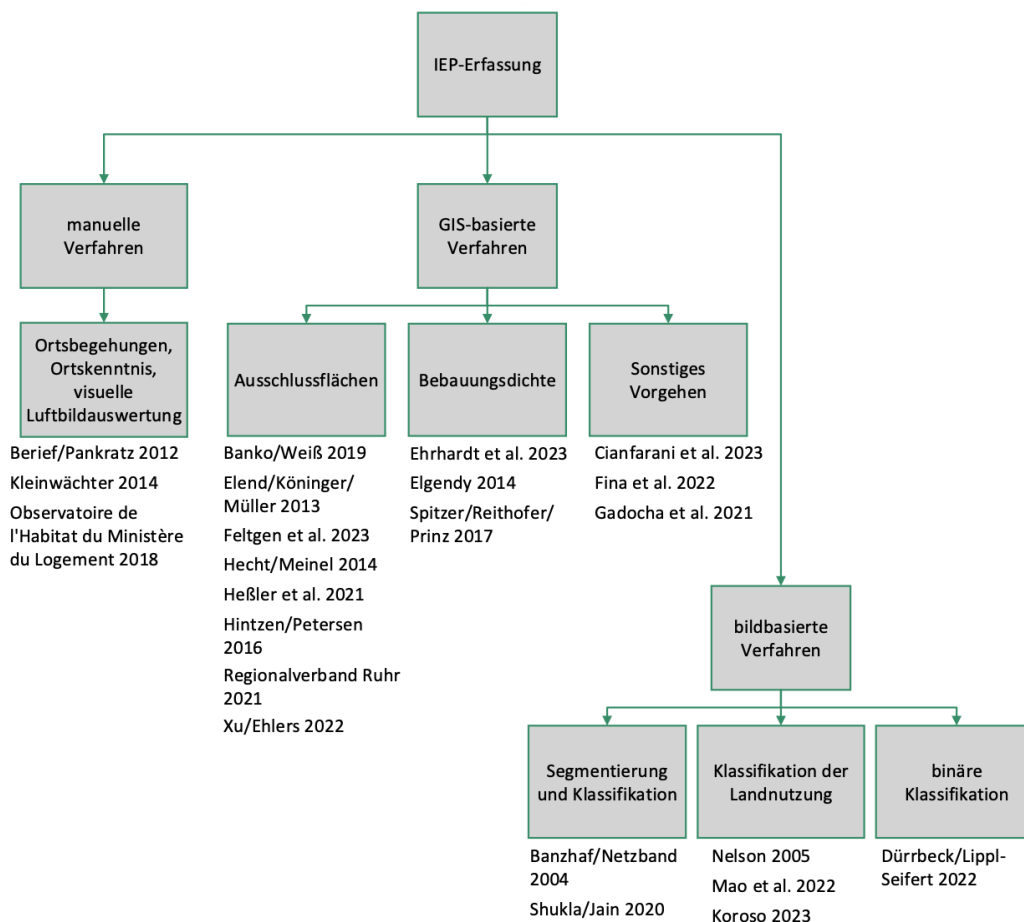 IEP-Erfassung
manuelle
Verfahren
GIS-basierte
Verfahren
Ortsbegehungen,
Ortskenntnis,
visuelle
Luftbildauswertung
Ausschlussflächen
Bebauungsdichte
Sonstiges
Vorgehen
Berief/Pankratz 2012
Kleinwächter 2014
Observatoire de
l'Habitat du Ministère
du Logement 2018
Banko/Weiß 2019
Elend/Köninger/
Müller 2013
Feltgen et al. 2023
Hecht/Meinel 2014
Heßler et al. 2021
Hintzen/Petersen
2016
Regionalverband Ruhr
2021
Xu/Ehlers 2022
Ehrhardt et al. 2023
Elgendy 2014
Spitzer/Reithofer/
Prinz 2017
Cianfarani et al. 2023
Fina et al. 2022
Gadocha et al. 2021
bildbasierte
Verfahren
Segmentierung
und Klassifikation
Klassifikation der
Landnutzung
binäre
Klassifikation
Banzhaf/Netzband
2004
Shukla/Jain 2020
Nelson 2005
Mao et al. 2022
Koroso 2023
Dürrbeck/Lippl-
Seifert 2022